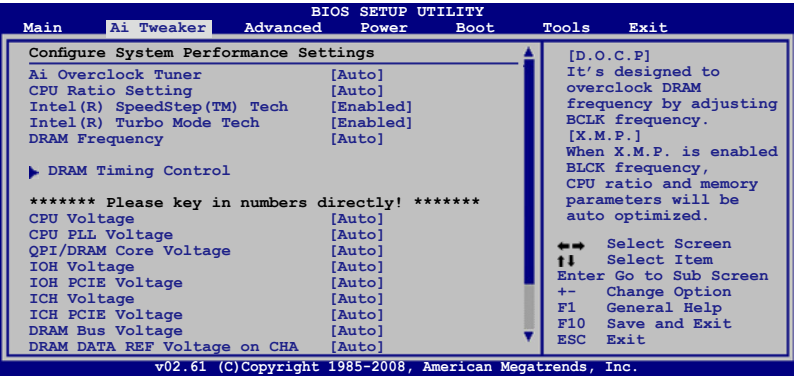 BIOS SETUP UTILITY
Main Ai Tweaker Advanced Power Boot Tools Exit
Configure System Performance Settings
Ai Overclock Tuner [Auto]
CPU Ratio Setting [Auto]
Intel(R) SpeedStep(TM) Tech [Enabled]
Intel(R) Turbo Mode Tech [Enabled]
DRAM Frequency [Auto]
DRAM Timing Control
******* Please key in numbers directly! *******
CPU Voltage [Auto]
CPU PLL Voltage [Auto]
QPI/DRAM Core Voltage [Auto]
IOH Voltage [Auto]
IOH PCIE Voltage [Auto]
ICH Voltage [Auto]
ICH PCIE Voltage [Auto]
DRAM Bus Voltage [Auto]
DRAM DATA REF Voltage on CHA [Auto]
[D.O.C.P]
It's designed to
overclock DRAM
frequency by adjusting
BCLK frequency.
[X.M.P.]
When X.M.P. is enabled
BLCK frequency,
CPU ratio and memory
parameters will be
auto optimized.
Select Screen
Select Item
Enter Go to Sub Screen
+- Change Option
F1 General Help
F10 Save and Exit
ESC Exit
v02.61 (C)Copyright 1985-2008, American Megatrends, Inc.